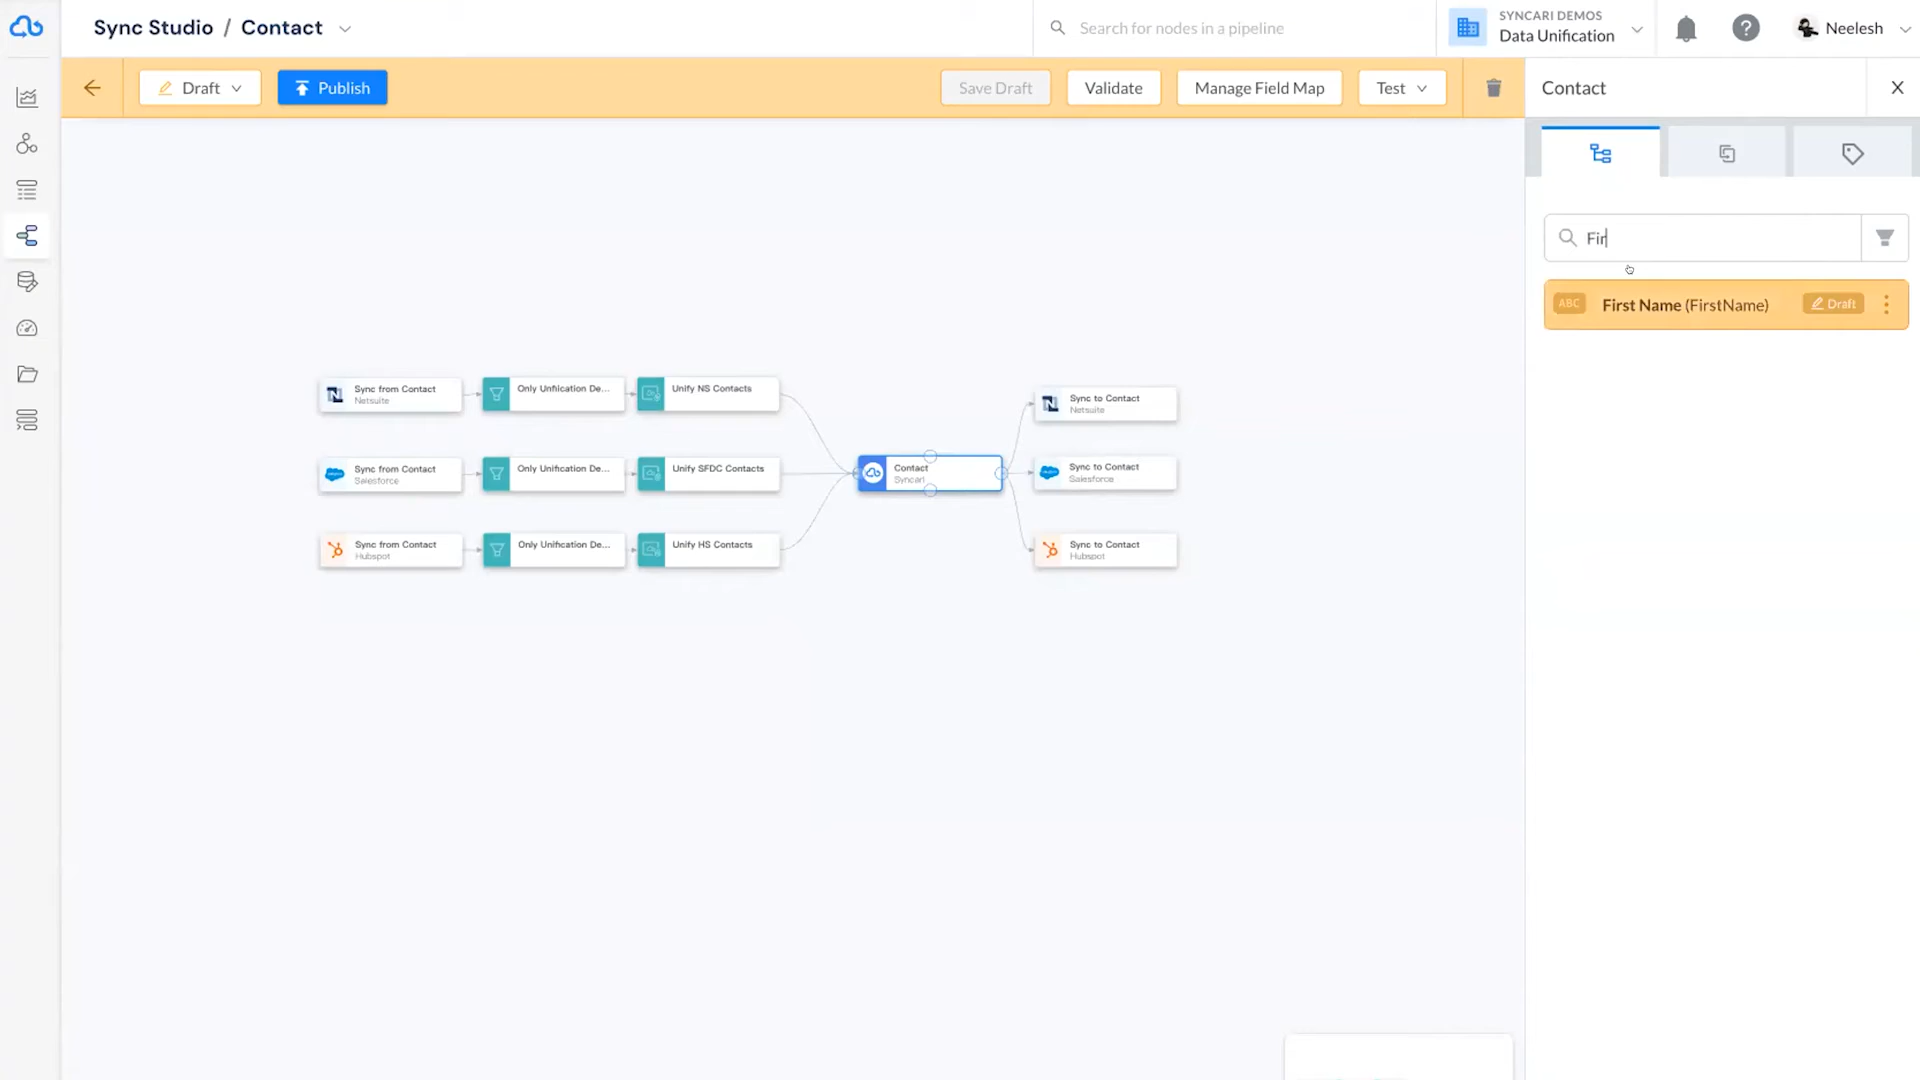 Sync Studio / Contact
Search for nodes in a pipeline
SYNCARI DEMOS
Data Unification
Neelesh
Draft
Publish
Save Draft
Validate
Manage Field Map
Test
Contact
Fir
ABC
First Name (FirstName)
Draft
Sync from Contact
Netsuite
Only Unification De...
Unify NS Contacts
Sync from Contact
Salesforce
Only Unification De...
Unify SFDC Contacts
Sync from Contact
Hubspot
Only Unification De...
Unify HS Contacts
Contact
Syncari
Sync to Contact
Netsuite
Sync to Contact
Salesforce
Sync to Contact
Hubspot